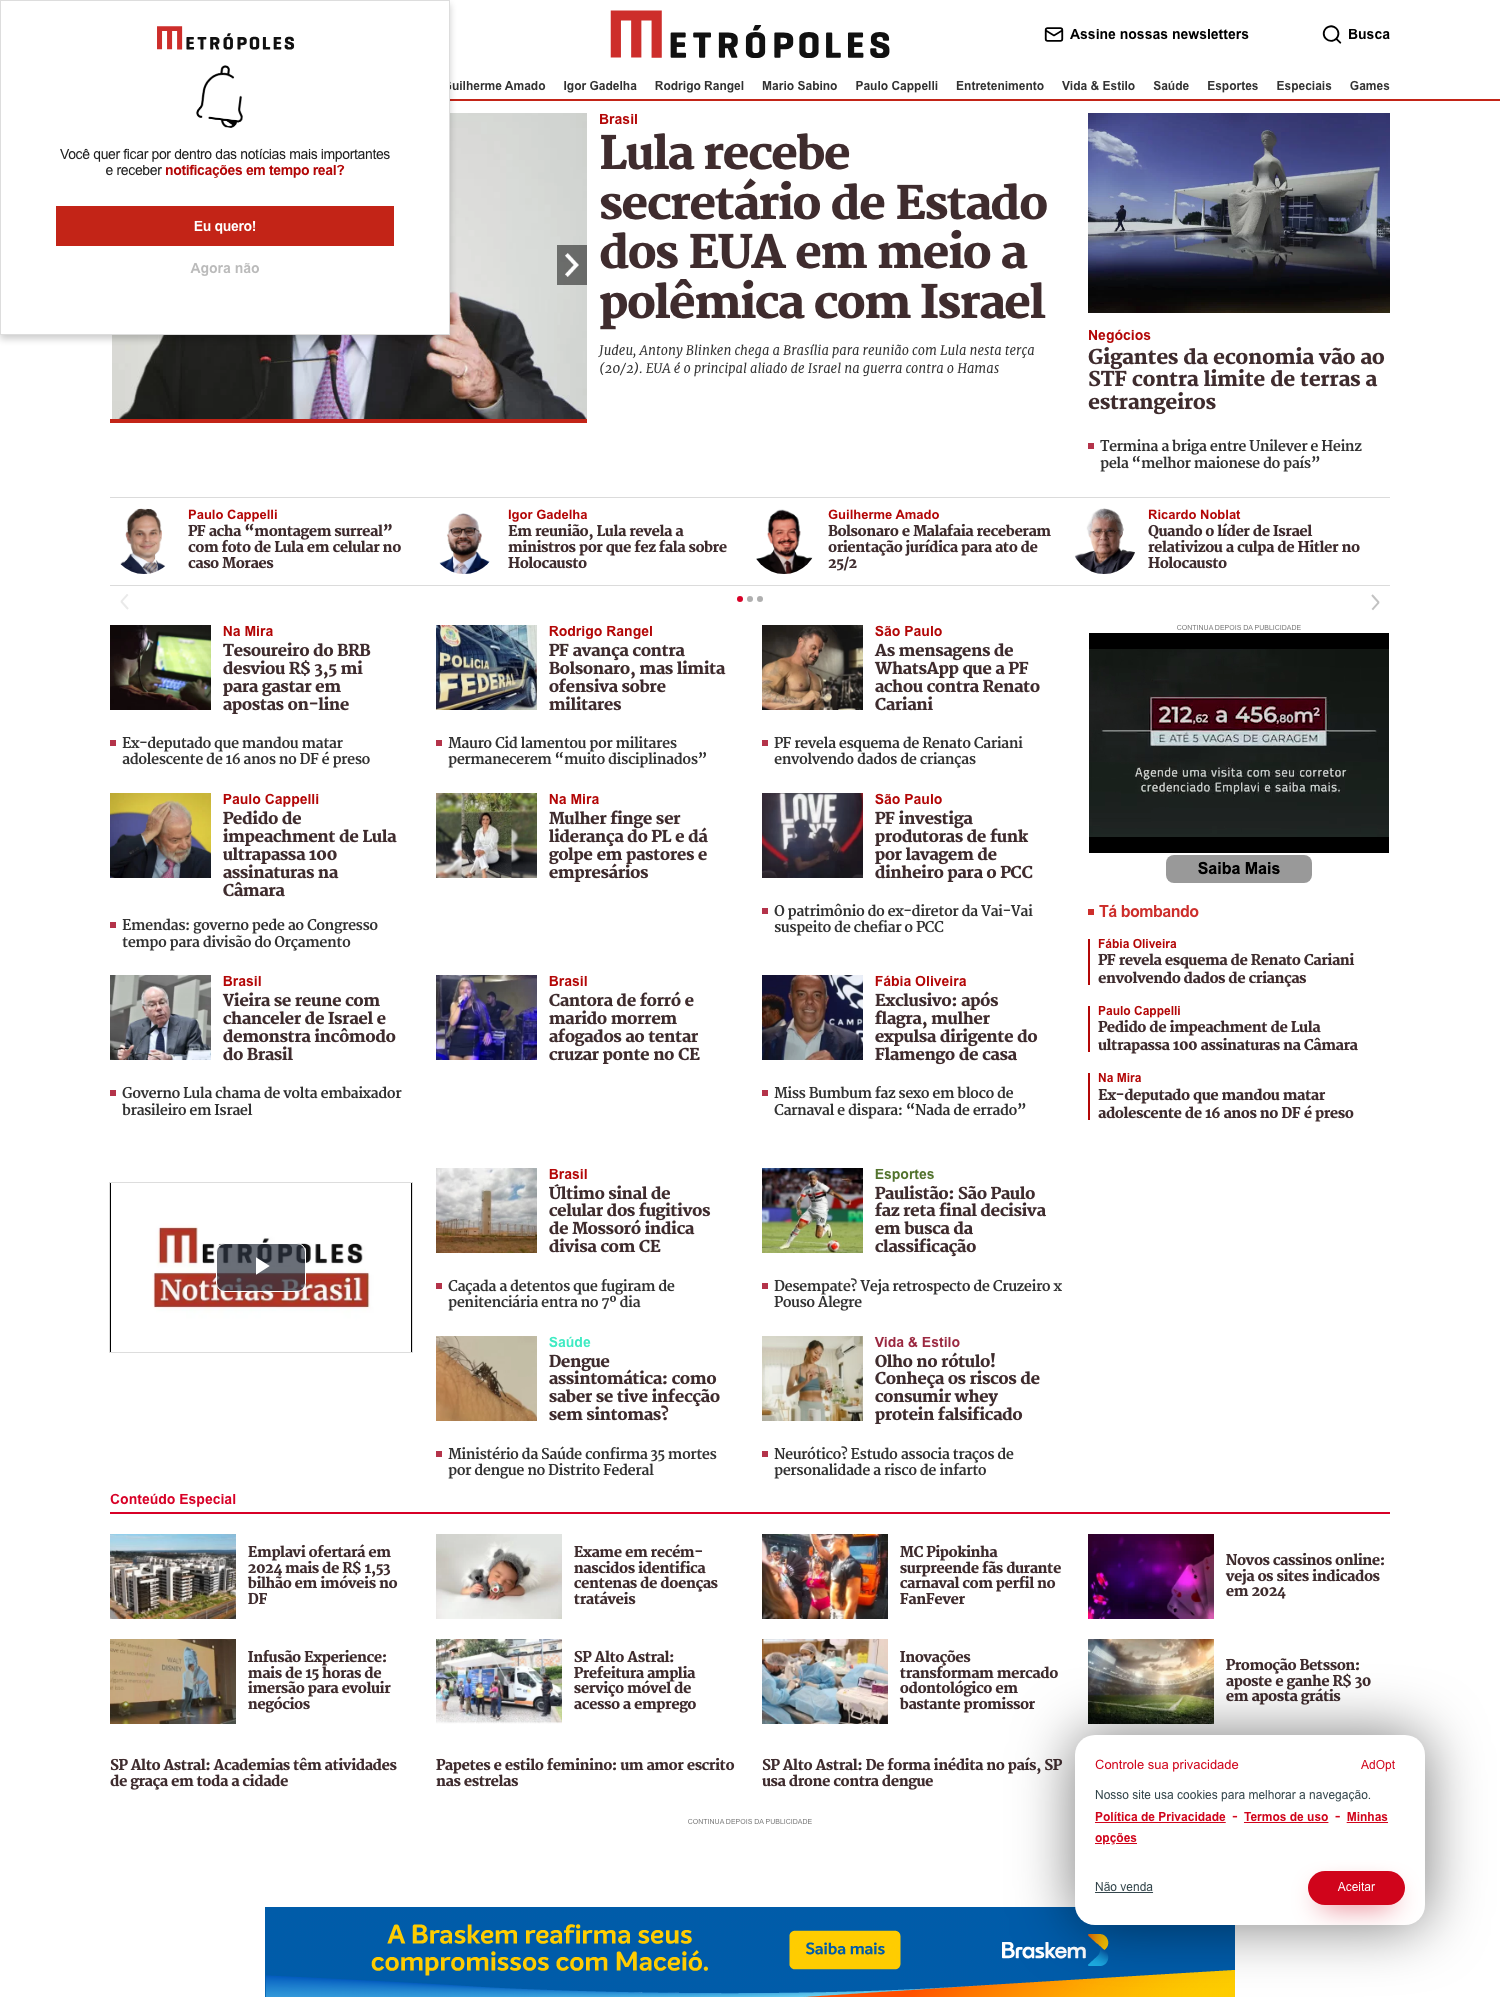 METRÓPOLES
Você quer ficar por dentro das notícias mais importantes
e receber notificações em tempo real?
Eu quero!
Agora não
METRÓPOLES
Assine nossas newsletters
Busca
Guilherme Amado
Igor Gadelha
Rodrigo Rangel
Mario Sabino
Paulo Cappelli
Entretenimento
Vida & Estilo
Saúde
Esportes
Especiais
Games
Brasil
Lula recebe
secretário de Estado
dos EUA em meio a
polêmica com Israel
Judeu, Antony Blinken chega a Brasília para reunião com Lula nesta terça
(20/2). EUA é o principal aliado de Israel na guerra contra o Hamas
Negócios
Gigantes da economia vão ao
STF contra limite de terras a
estrangeiros
Termina a briga entre Unilever e Heinz
pela “melhor maionese do país”
Paulo Cappelli
PF acha “montagem surreal”
com foto de Lula em celular no
caso Moraes
Igor Gadelha
Em reunião, Lula revela a
ministros por que fez fala sobre
Holocausto
Guilherme Amado
Bolsonaro e Malafaia receberam
orientação jurídica para ato de
25/2
Ricardo Noblat
Quando o líder de Israel
relativizou a culpa de Hitler no
Holocausto
Na Mira
Tesoureiro do BRB
desviou R$ 3,5 mi
para gastar em
apostas on-line
Ex-deputado que mandou matar
adolescente de 16 anos no DF é preso
POLÍCIA
FEDERAL
Rodrigo Rangel
PF avança contra
Bolsonaro, mas limita
ofensiva sobre
militares
Mauro Cid lamentou por militares
permanecerem “muito disciplinados”
São Paulo
As mensagens de
WhatsApp que a PF
achou contra Renato
Cariani
PF revela esquema de Renato Cariani
envolvendo dados de crianças
CONTINUA DEPOIS DA PUBLICIDADE
212,62 a 456,80m²
E ATÉ 5 VAGAS DE GARAGEM
Agende uma visita com seu corretor
credenciado Emplavi e saiba mais.
Saiba Mais
Paulo Cappelli
Pedido de
impeachment de Lula
ultrapassa 100
assinaturas na
Câmara
Emendas: governo pede ao Congresso
tempo para divisão do Orçamento
Na Mira
Mulher finge ser
liderança do PL e dá
golpe em pastores e
empresários
LOVE
São Paulo
PF investiga
produtoras de funk
por lavagem de
dinheiro para o PCC
O patrimônio do ex-diretor da Vai-Vai
suspeito de chefiar o PCC
Tá bombando
Fábia Oliveira
PF revela esquema de Renato Cariani
envolvendo dados de crianças
Paulo Cappelli
Pedido de impeachment de Lula
ultrapassa 100 assinaturas na Câmara
Na Mira
Ex-deputado que mandou matar
adolescente de 16 anos no DF é preso
Brasil
Vieira se reune com
chanceler de Israel e
demonstra incômodo
do Brasil
Governo Lula chama de volta embaixador
brasileiro em Israel
Brasil
Cantora de forró e
marido morrem
afogados ao tentar
cruzar ponte no CE
CAMP
Fábia Oliveira
Exclusivo: após
flagra, mulher
expulsa dirigente do
Flamengo de casa
Miss Bumbum faz sexo em bloco de
Carnaval e dispara: “Nada de errado”
METRÓPOLES
Notícias Brasil
Brasil
Último sinal de
celular dos fugitivos
de Mossoró indica
divisa com CE
Caçada a detentos que fugiram de
penitenciária entra no 7º dia
Esportes
Paulistão: São Paulo
faz reta final decisiva
em busca da
classificação
Desempate? Veja retrospecto de Cruzeiro x
Pouso Alegre
Saúde
Dengue
assintomática: como
saber se tive infecção
sem sintomas?
Ministério da Saúde confirma 35 mortes
por dengue no Distrito Federal
Vida & Estilo
Olho no rótulo!
Conheça os riscos de
consumir whey
protein falsificado
Neurótico? Estudo associa traços de
personalidade a risco de infarto
Conteúdo Especial
Emplavi ofertará em
2024 mais de R$ 1,53
bilhão em imóveis no
DF
Exame em recém-
nascidos identifica
centenas de doenças
tratáveis
MC Pipokinha
surpreende fãs durante
carnaval com perfil no
FanFever
Novos cassinos online:
veja os sites indicados
em 2024
WALT
DISNEY
Infusão Experience:
mais de 15 horas de
imersão para evoluir
negócios
SP Alto Astral:
Prefeitura amplia
serviço móvel de
acesso a emprego
Inovações
transformam mercado
odontológico em
bastante promissor
Promoção Betsson:
aposte e ganhe R$ 30
em aposta grátis
SP Alto Astral: Academias têm atividades
de graça em toda a cidade
Papetes e estilo feminino: um amor escrito
nas estrelas
SP Alto Astral: De forma inédita no país, SP
usa drone contra dengue
Controle sua privacidade
AdOpt
Nosso site usa cookies para melhorar a navegação.
Política de Privacidade - Termos de uso - Minhas
opções
Não venda
Aceitar
CONTINUA DEPOIS DA PUBLICIDADE
A Braskem reafirma seus
compromissos com Maceió.
Saiba mais
Braskem